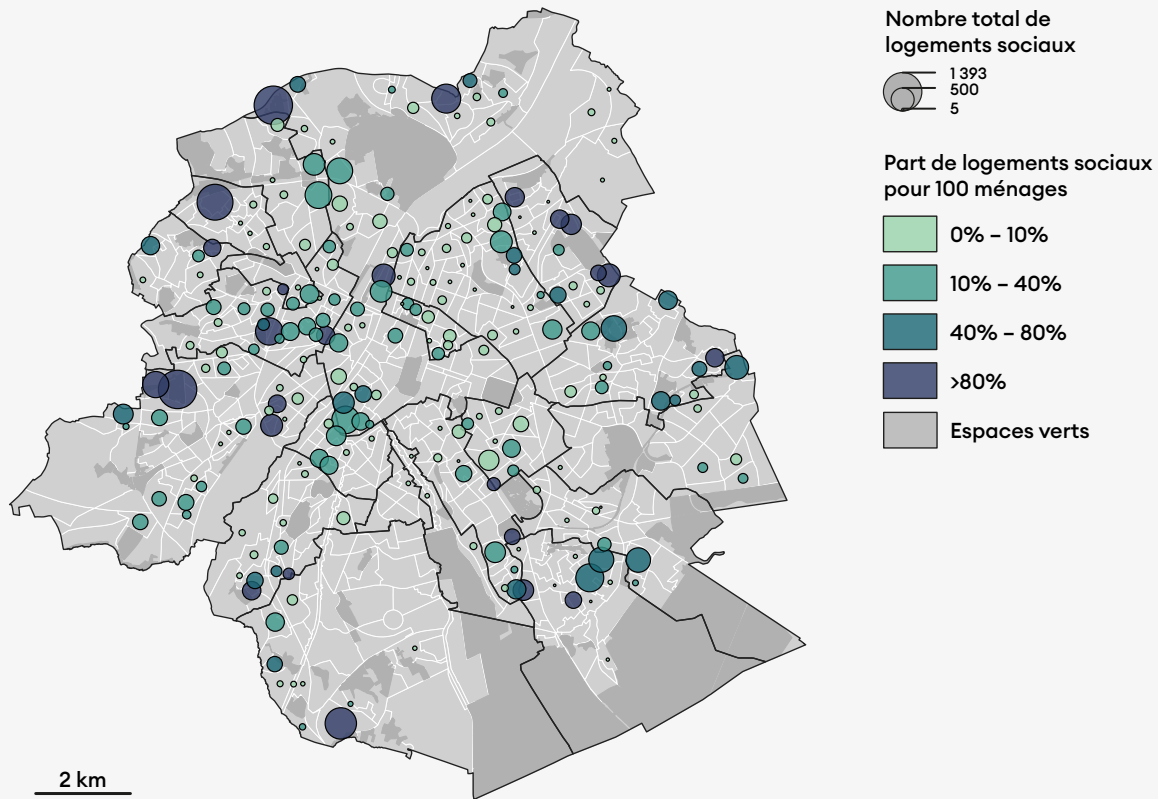 Nombre total de
logements sociaux
1 393
500
5
Part de logements sociaux
pour 100 ménages
0% – 10%
10% – 40%
40% – 80%
>80%
Espaces verts
2 km